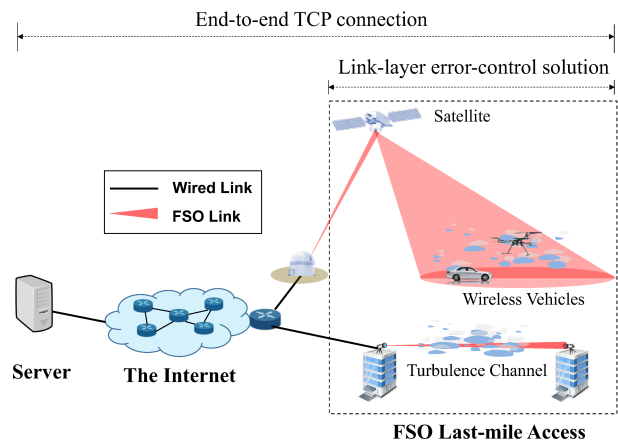 End-to-end TCP connection
Link-layer error-control solution
Satellite
Wired Link
FSO Link
Wireless Vehicles
Server
The Internet
Turbulence Channel
FSO Last-mile Access